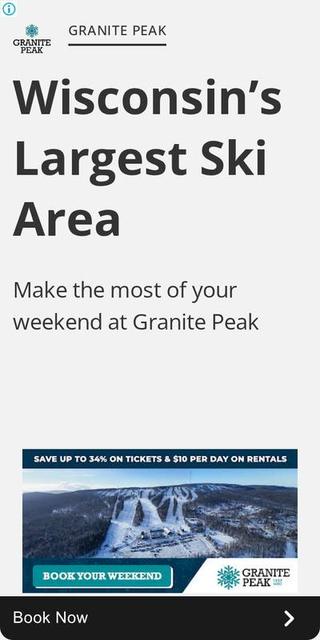 GRANITE PEAK
GRANITE
PEAK
Wisconsin's
Largest Ski
Area
Make the most of your
weekend at Granite Peak
SAVE UP TO 34% ON TICKETS & $10 PER DAY ON RENTALS
BOOK YOUR WEEKEND
GRANITE
PEAK
Book Now